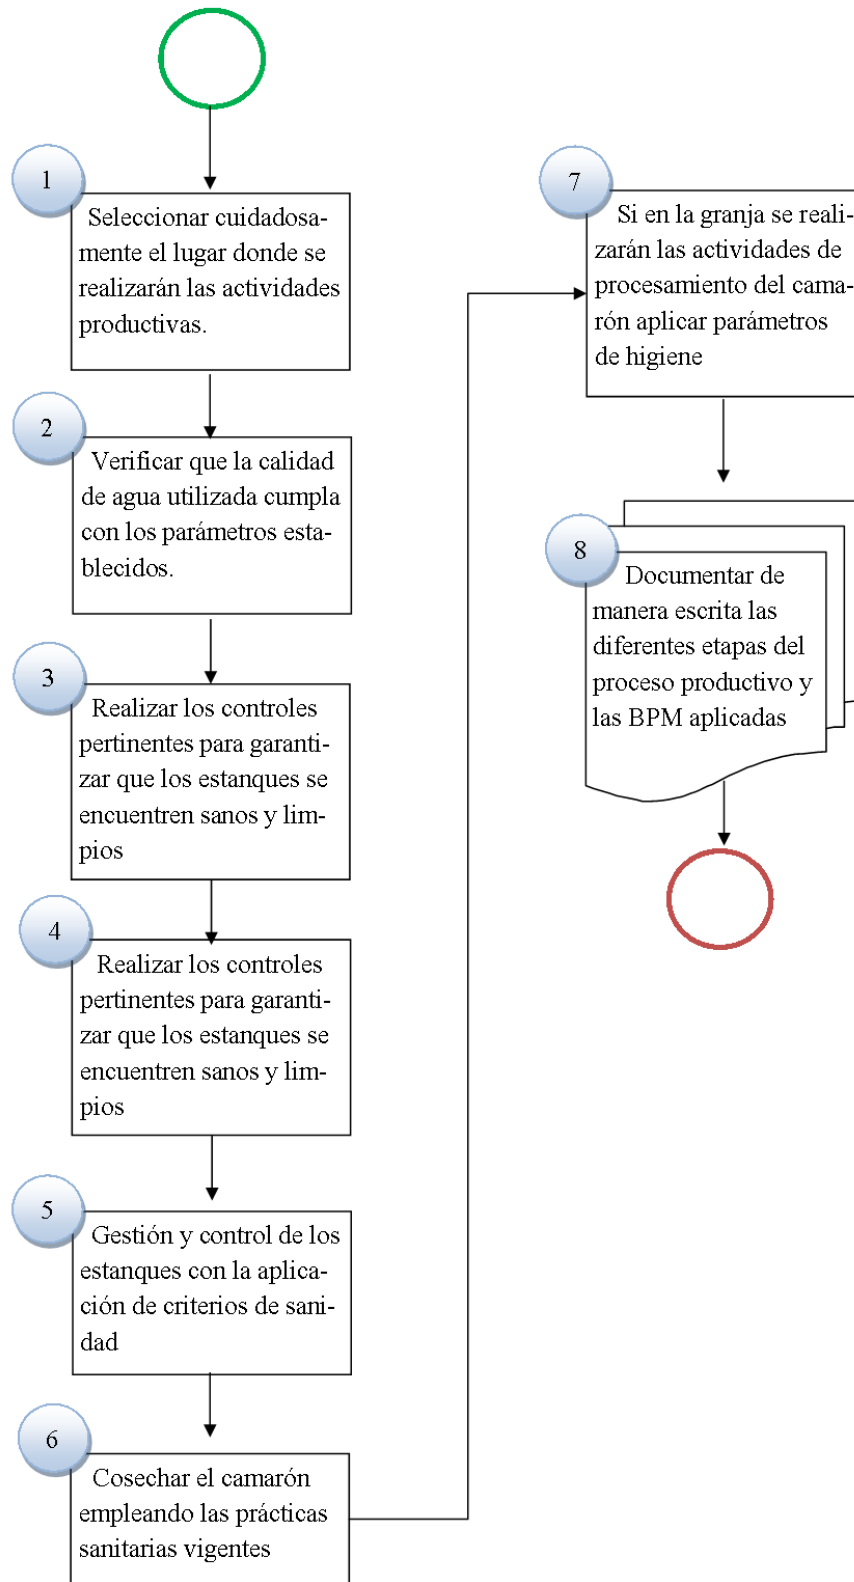 1
Seleccionar cuidadosa-
mente el lugar donde se
realizarán las actividades
productivas.
2
Verificar que la calidad
de agua utilizada cumpla
con los parámetros esta-
blecidos.
3
Realizar los controles
pertinentes para garanti-
zar que los estanques se
encuentren sanos y lim-
pios
4
Realizar los controles
pertinentes para garanti-
zar que los estanques se
encuentren sanos y lim-
pios
5
Gestión y control de los
estanques con la aplica-
ción de criterios de sani-
dad
6
Cosechar el camarón
empleando las prácticas
sanitarias vigentes
7
Si en la granja se reali-
zarán las actividades de
procesamiento del cama-
rón aplicar parámetros
de higiene
8
Documentar de
manera escrita las
diferentes etapas del
proceso productivo y
las BPM aplicadas